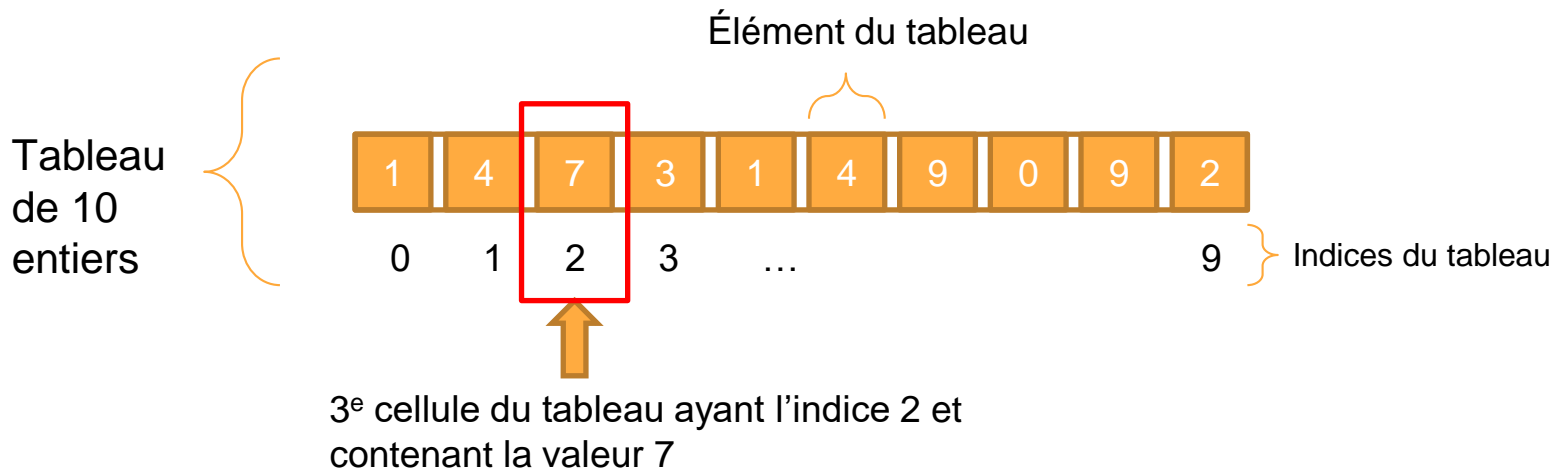 Élément du tableau
Tableau
de 10
entiers
1 4 7 3 1 4 9 0 9 2
0 1 2 3 … 9
Indices du tableau
3e cellule du tableau ayant l’indice 2 et
contenant la valeur 7